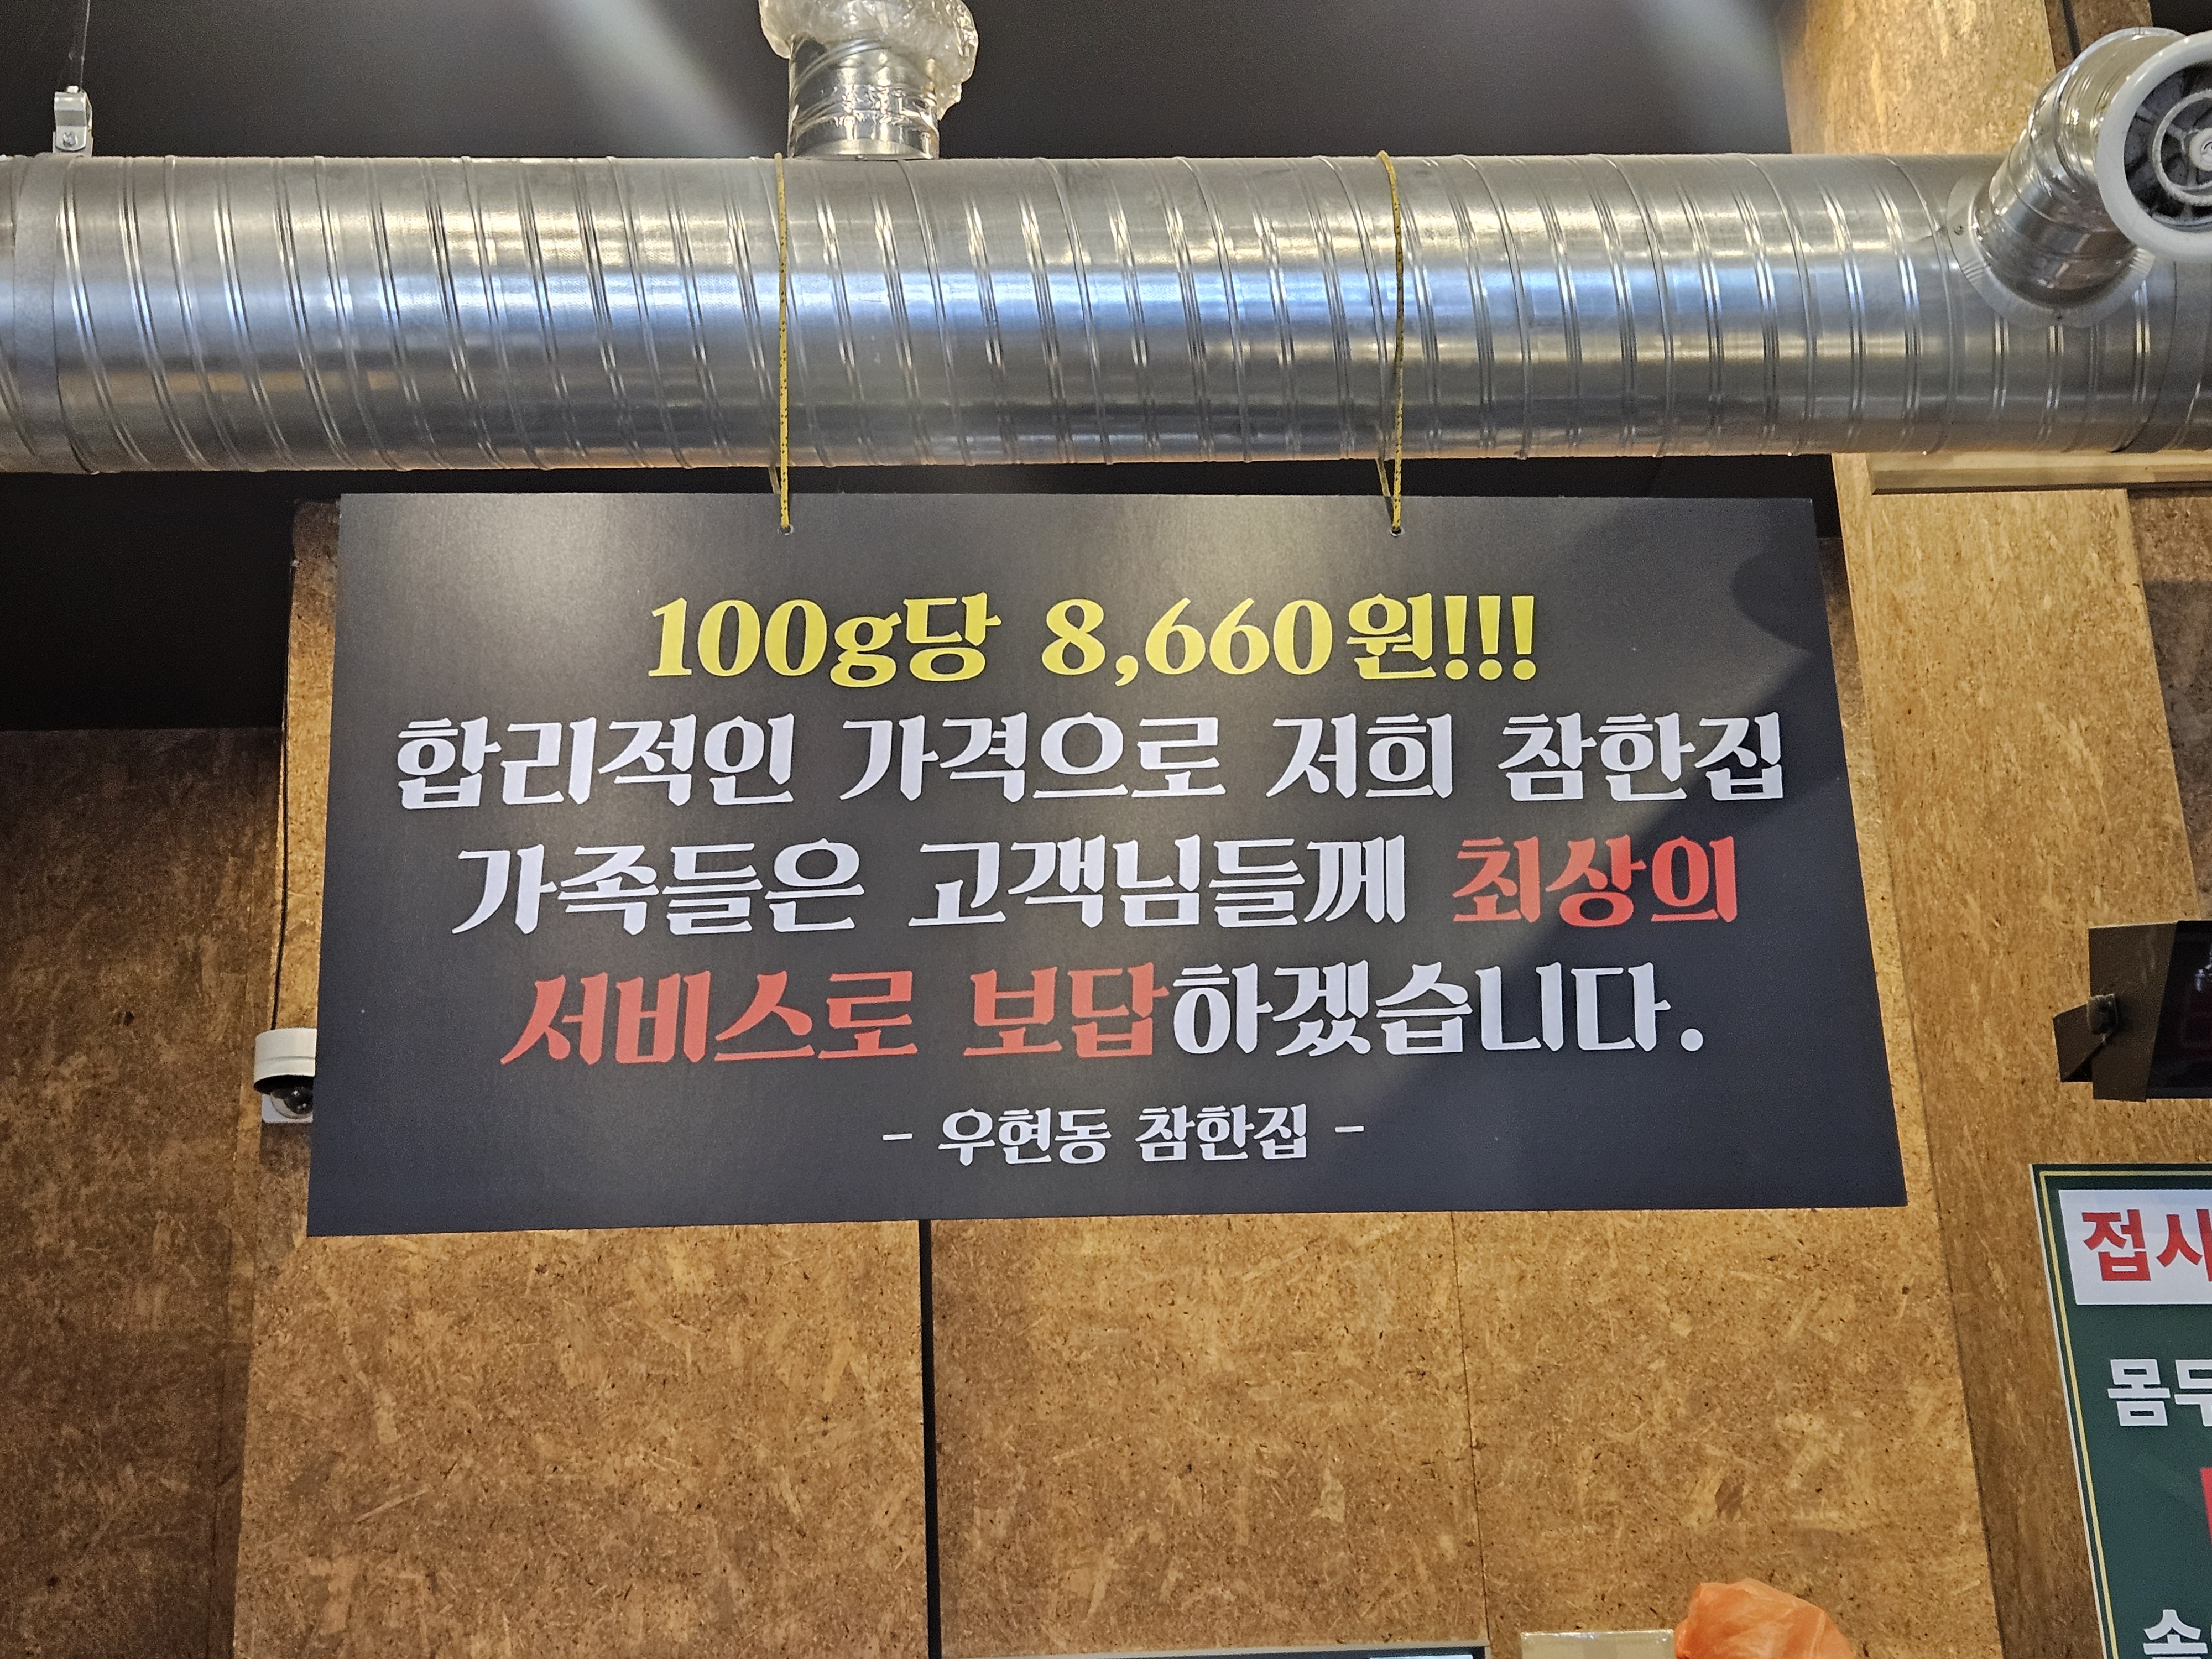 100g당 8,660원!!!
합리적인 가격으로 저희 참한집
가족들은 고객님들께 최상의
서비스로 보답하겠습니다.
- 우현동 참한집 -
접시